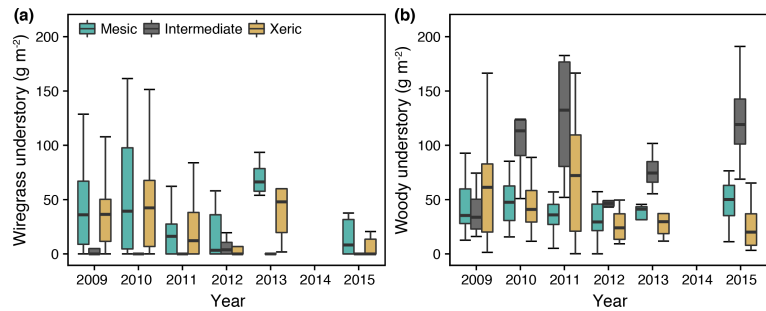 (a)
Mesic Intermediate Xeric
Wiregrass understory (g m⁻²)
200
150
100
50
0
2009 2010 2011 2012 2013 2014 2015
Year
(b)
Woody understory (g m⁻²)
200
150
100
50
0
2009 2010 2011 2012 2013 2014 2015
Year